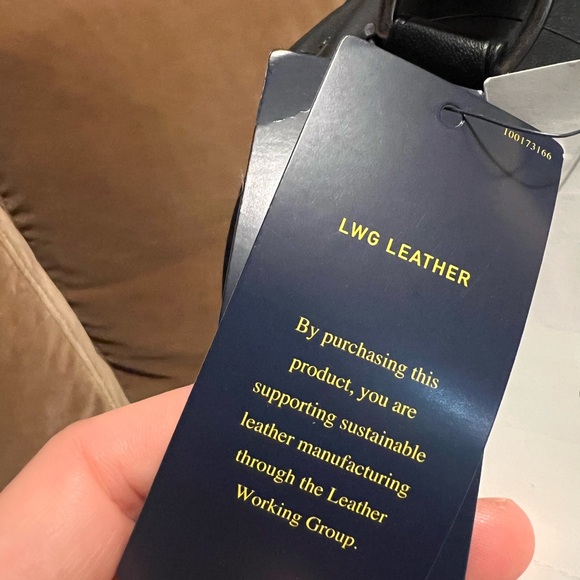 100173166
LWG LEATHER
By purchasing this
product, you are
supporting sustainable
leather manufacturing
through the Leather
Working Group.